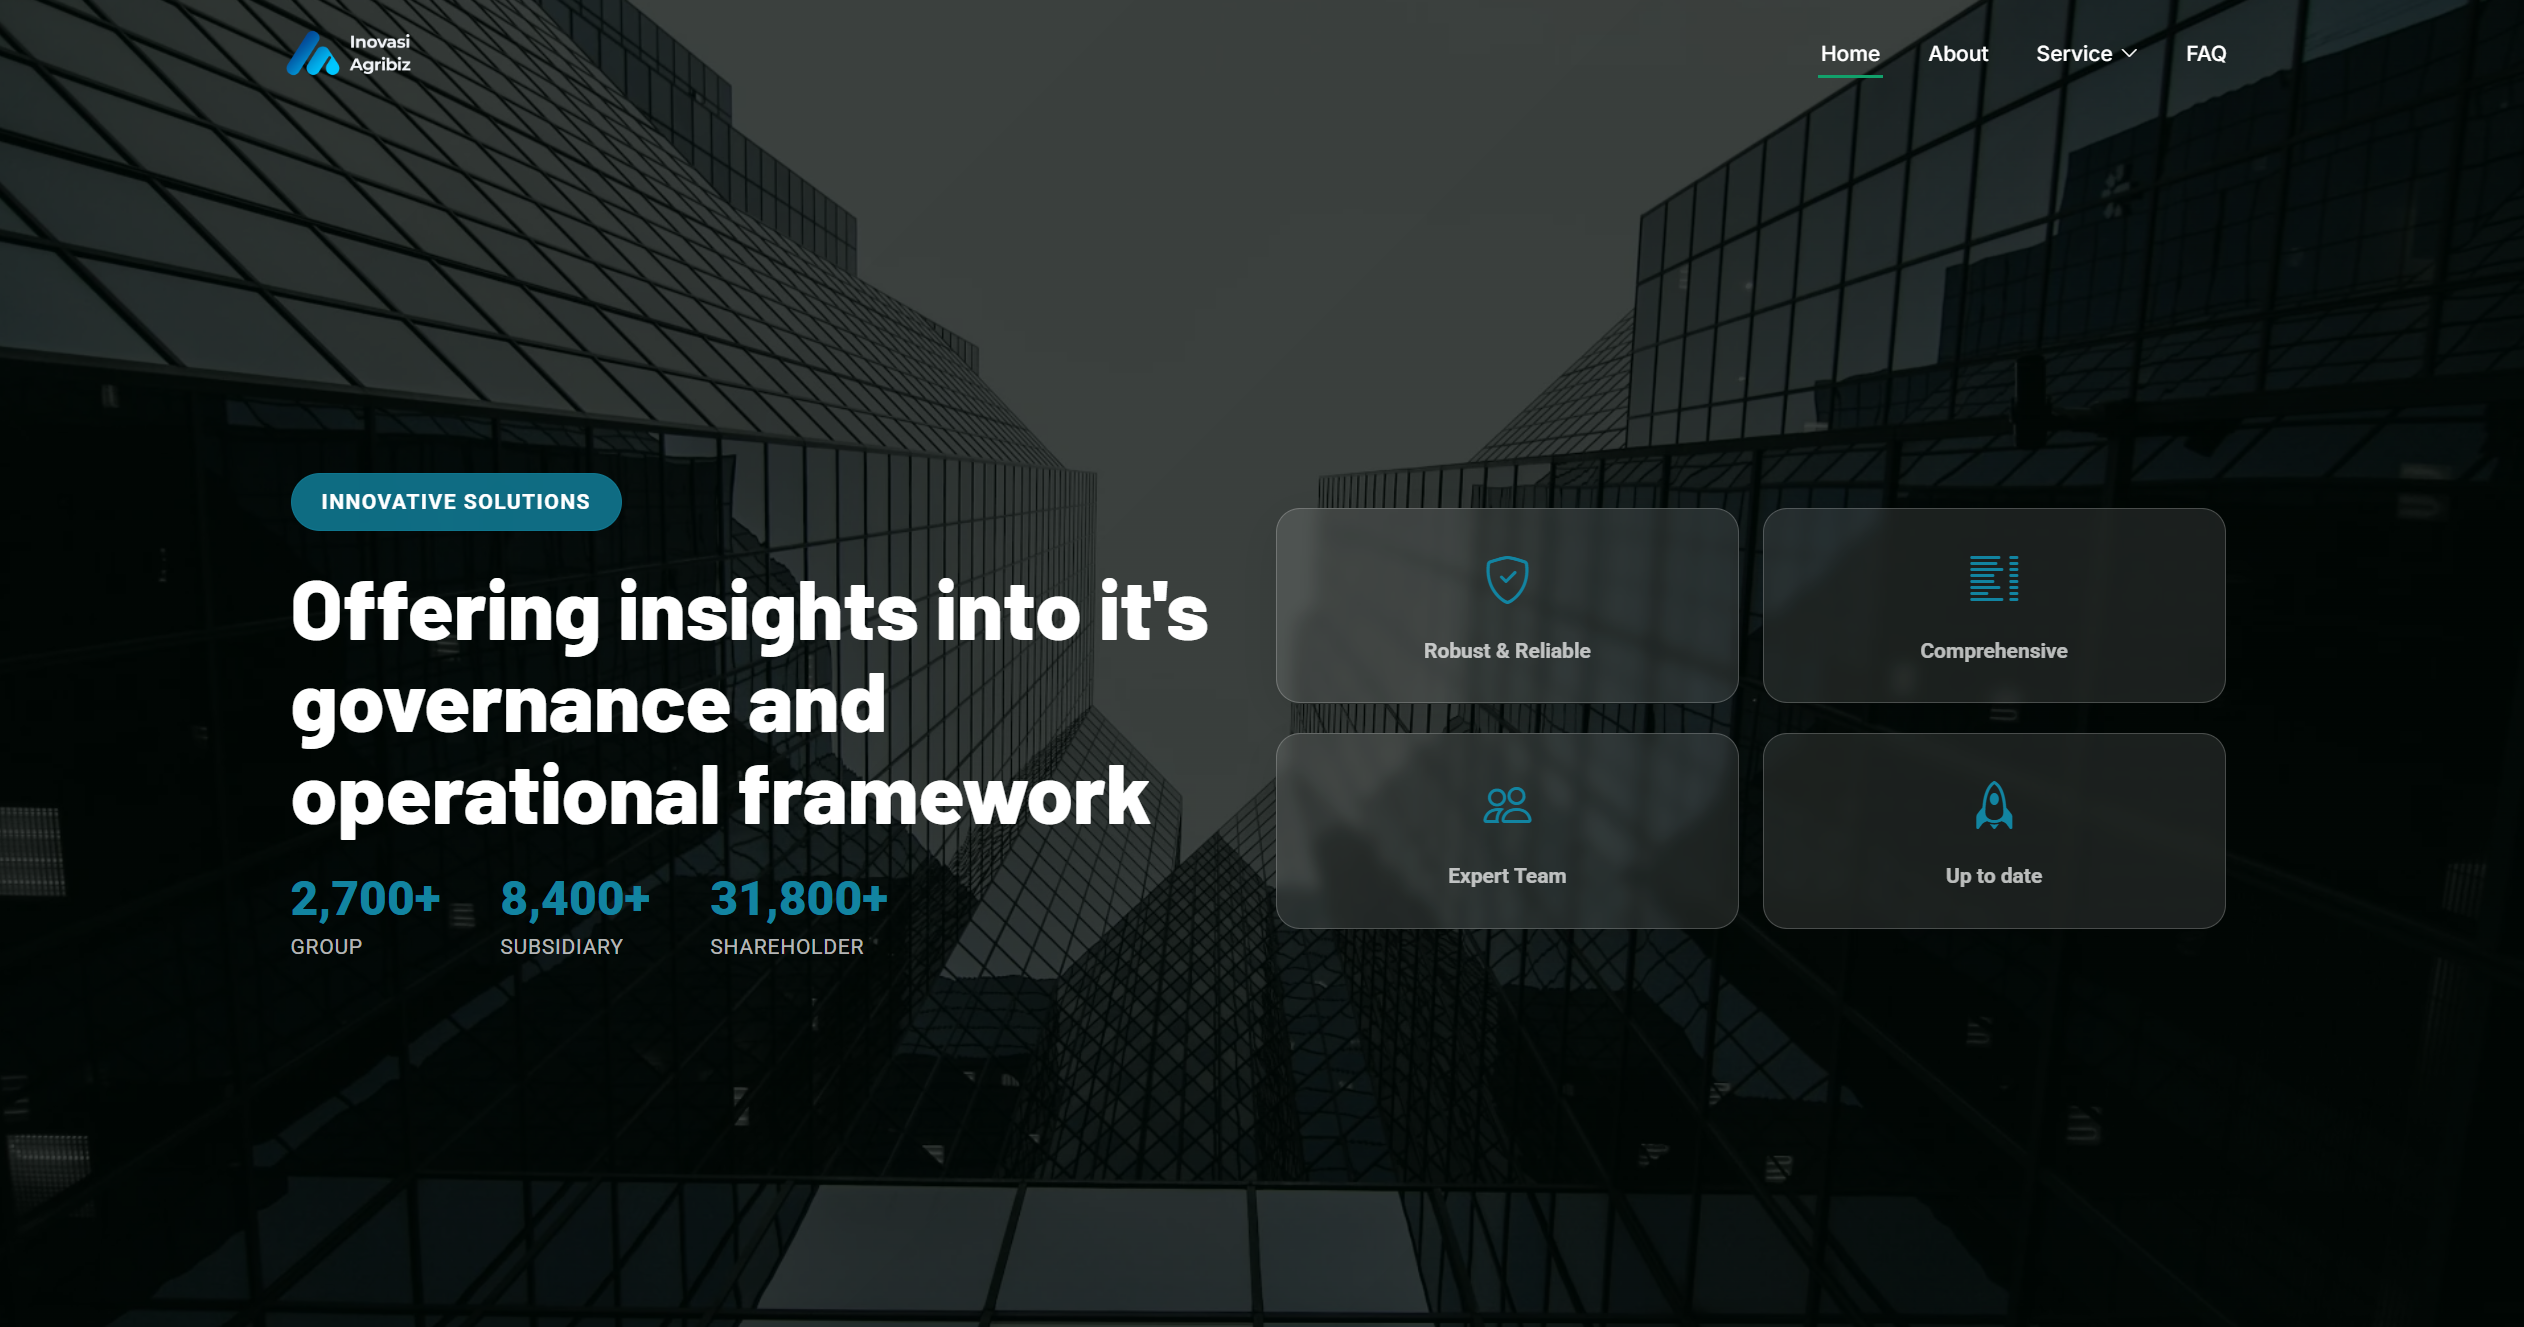 Inovasi
Agribiz
Home About Service FAQ
INNOVATIVE SOLUTIONS
Offering insights into it's
governance and
operational framework
2,700+ 8,400+ 31,800+
GROUP SUBSIDIARY SHAREHOLDER
Robust & Reliable
Comprehensive
Expert Team
Up to date